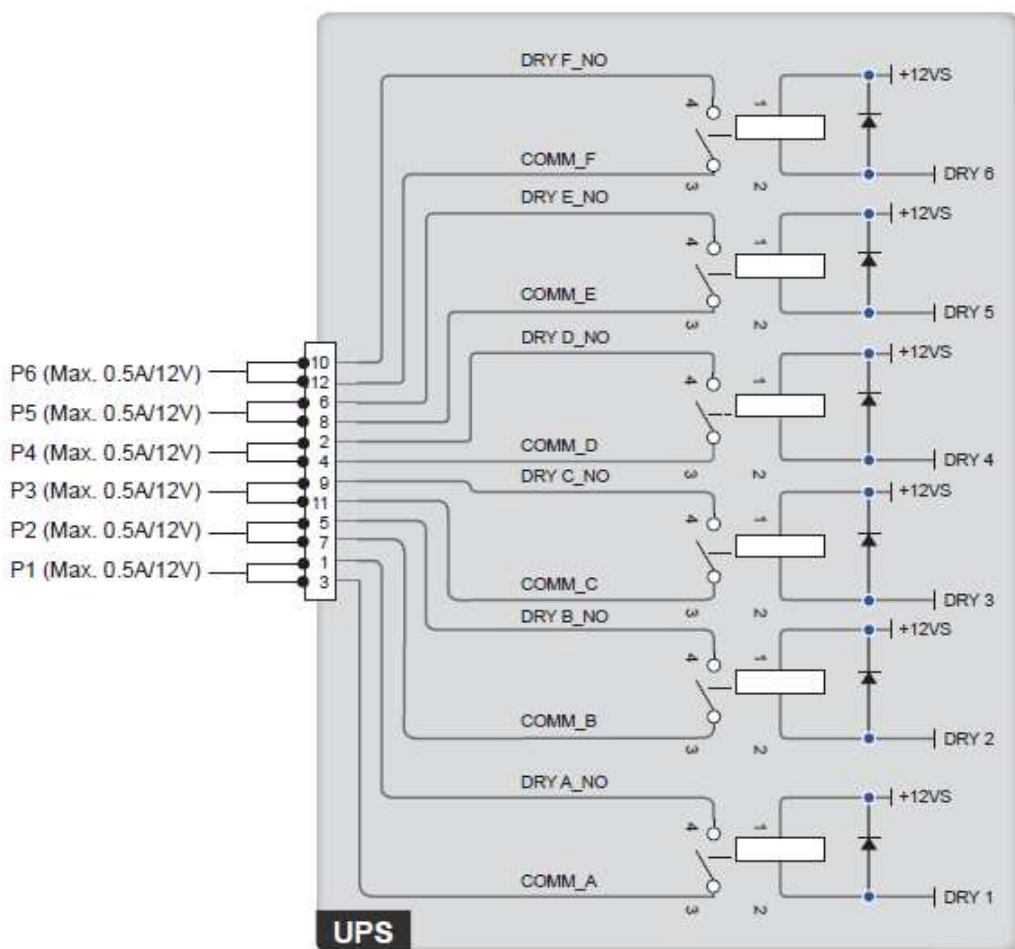 DRY F_NO
4
1
+12VS
COMM_F
3
2
DRY 6
DRY E_NO
4
1
+12VS
COMM_E
3
2
DRY 5
DRY D_NO
4
1
+12VS
COMM_D
3
2
DRY 4
DRY C_NO
4
1
+12VS
COMM_C
3
2
DRY 3
DRY B_NO
4
1
+12VS
COMM_B
3
2
DRY 2
DRY A_NO
4
1
+12VS
COMM_A
3
2
DRY 1
P6 (Max. 0.5A/12V)
10
12
P5 (Max. 0.5A/12V)
6
8
P4 (Max. 0.5A/12V)
2
4
P3 (Max. 0.5A/12V)
9
11
P2 (Max. 0.5A/12V)
5
7
P1 (Max. 0.5A/12V)
1
3
UPS